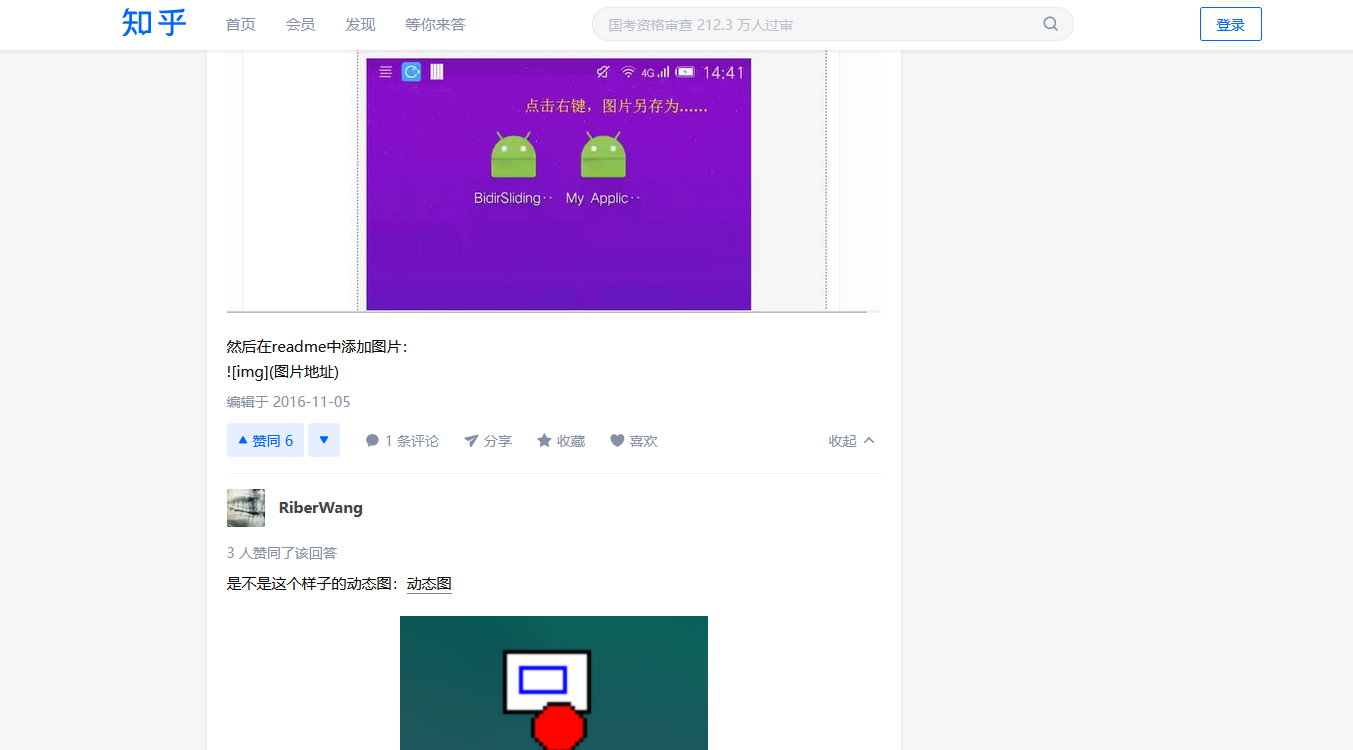 知乎 首页 会员 发现 等你来答 国考资格审查 212.3 万人过审 登录
4G 14:41
点击右键，图片另存为……
BidirSliding·· My Applic··
然后在readme中添加图片：
![img](图片地址)
编辑于 2016-11-05
赞同 6 1 条评论 分享 收藏 喜欢 收起
RiberWang
3 人赞同了该回答
是不是这个样子的动态图：动态图